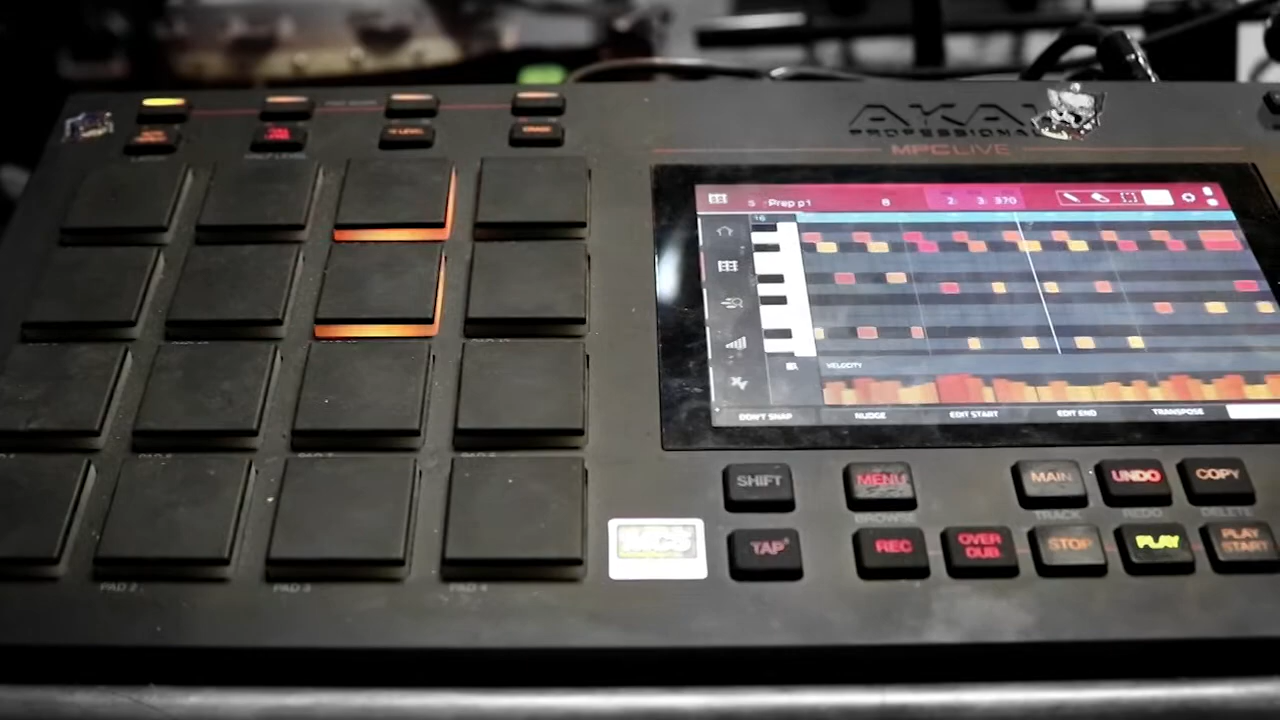 AKAI
PROFESSIONAL
MPC LIVE
16 LEVEL
Prep p1
8
2: 3: 370
VELOCITY
DON'T SNAP
NUDGE
EDIT START
EDIT END
TRANSPOSE
SHIFT
MENU
BROWSE
MAIN
TRACK
UNDO
REDO
COPY
DELETE
TAP
REC
OVER
DUB
STOP
PLAY
PLAY
START
PAD 2
PAD 3
PAD 4